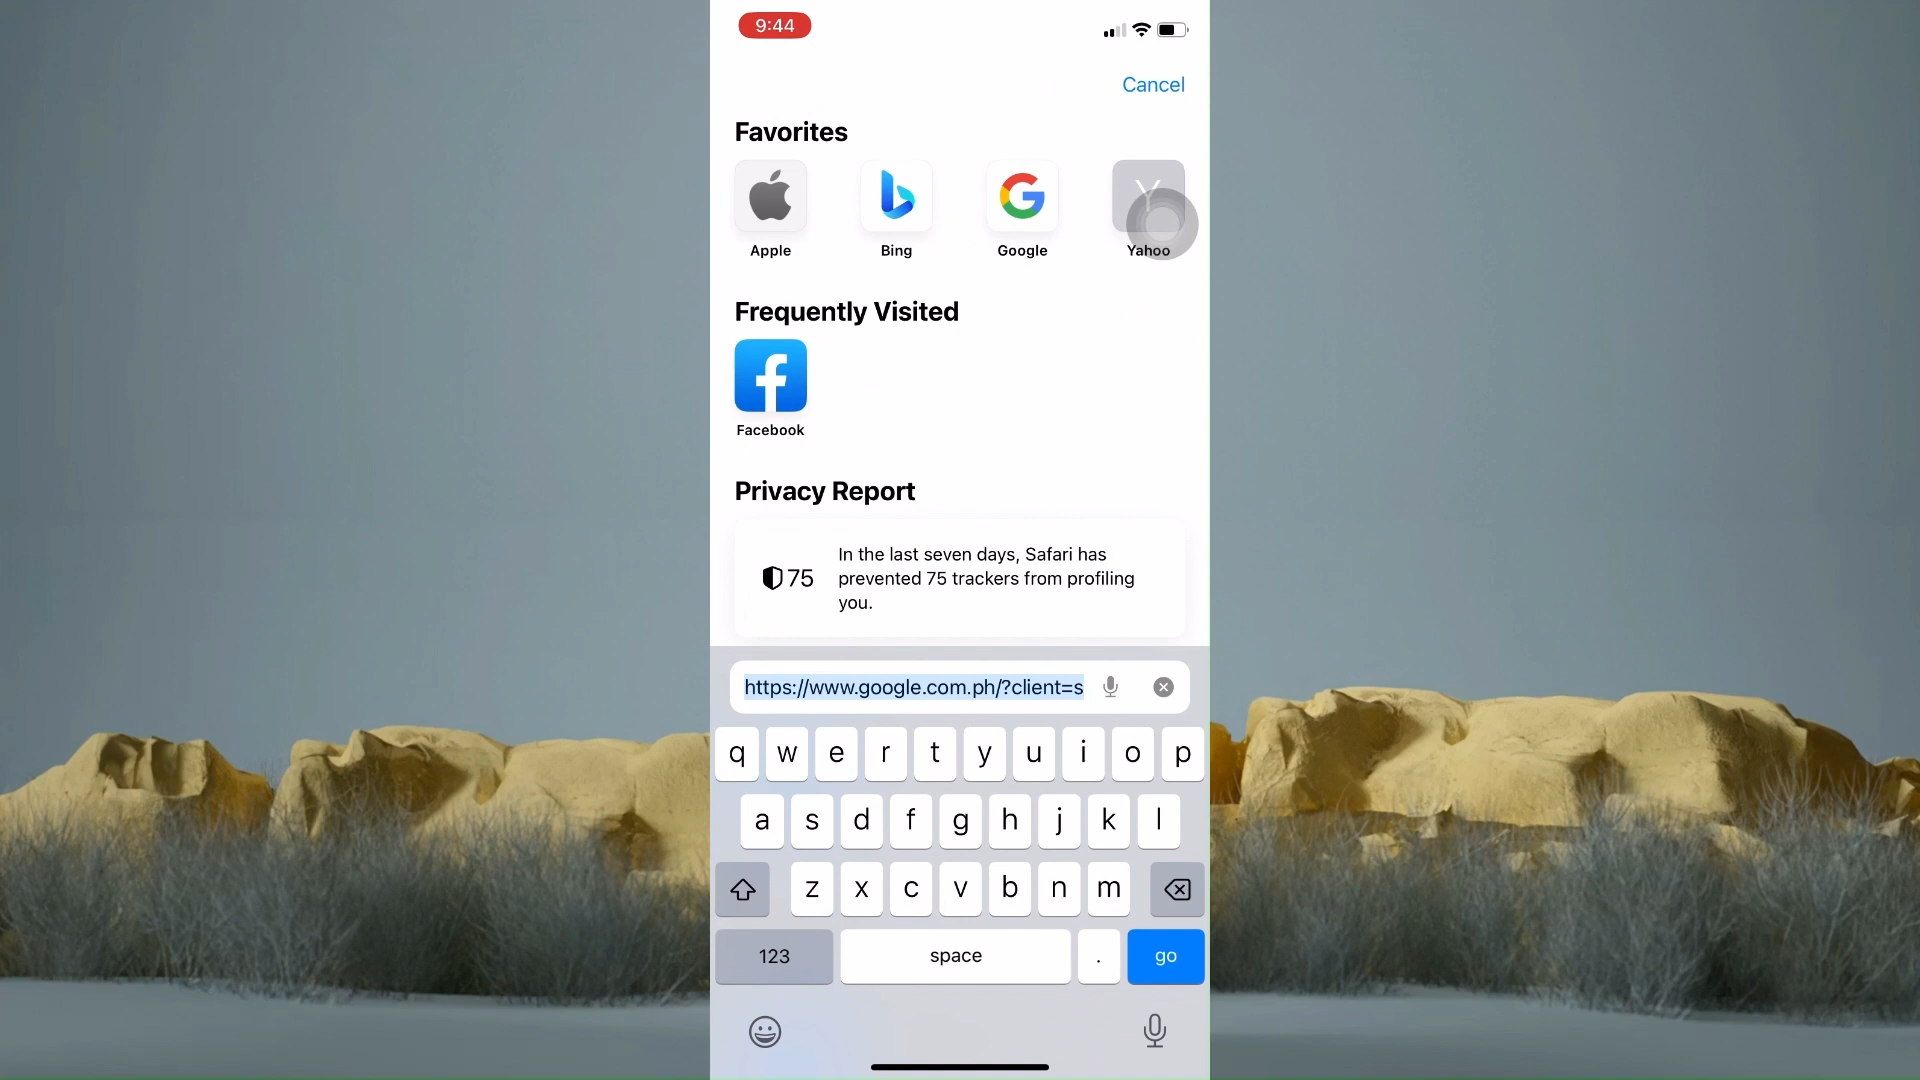 9:44
Cancel
Favorites
Apple
Bing
Google
Y
Yahoo
Frequently Visited
Facebook
Privacy Report
75
In the last seven days, Safari has
prevented 75 trackers from profiling
you.
https://www.google.com.ph/?client=s
q w e r t y u i o p
a s d f g h j k l
z x c v b n m
123 space . go